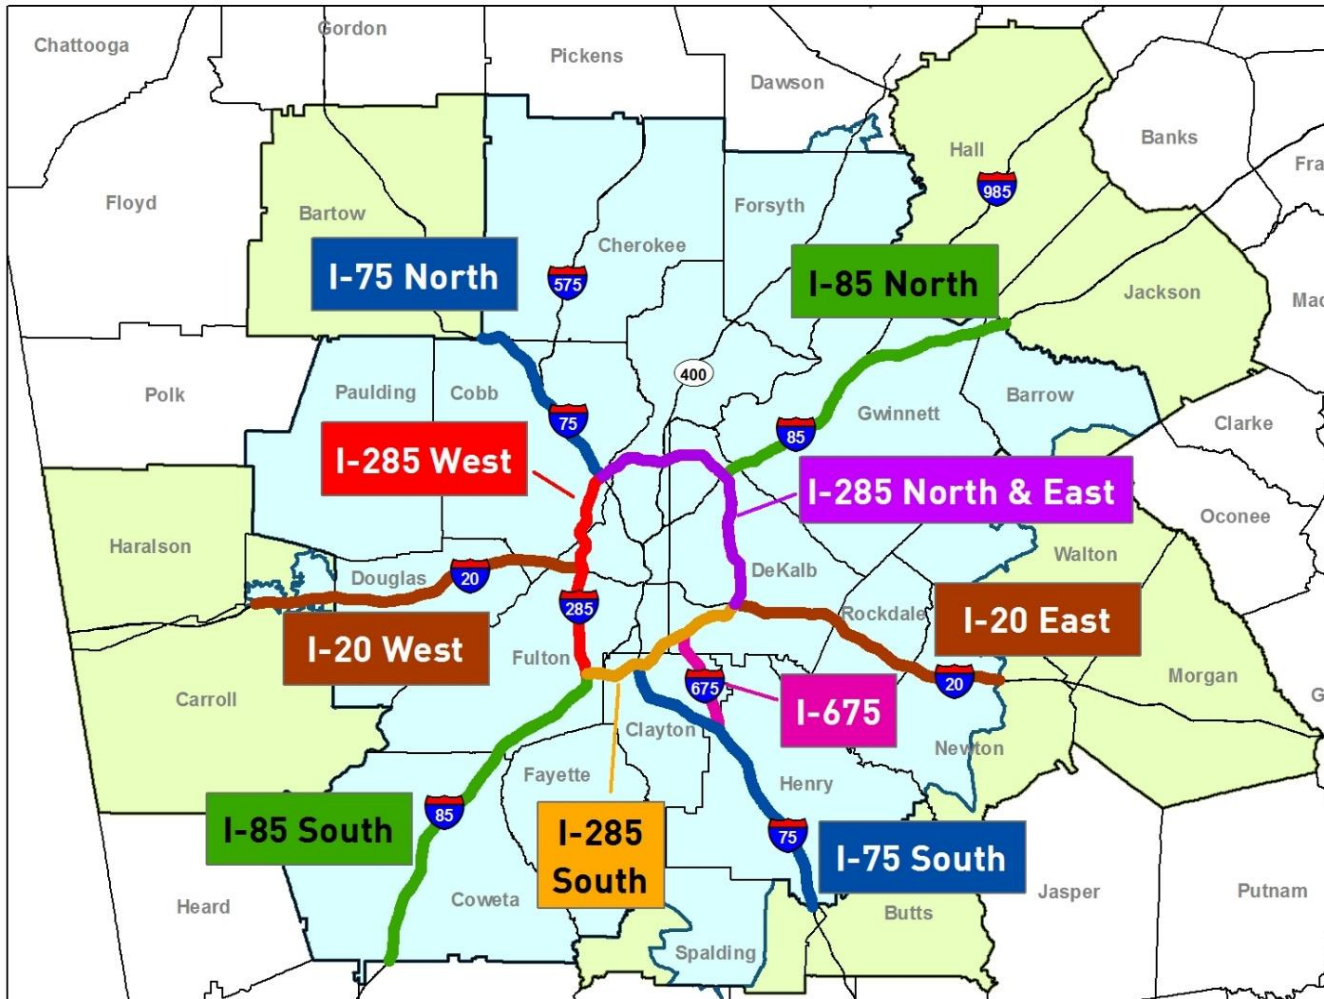 Gordon
Chattooga
Pickens
Dawson
Banks
Hall
Fra
985
Floyd
Bartow
Forsyth
Cherokee
I-75 North
575
I-85 North
Jackson
Mad
400
Polk
Paulding
Cobb
Barrow
75
Gwinnett
Clarke
85
I-285 West
I-285 North & East
Oconee
Haralson
Walton
Douglas
20
DeKalb
285
Rockdale
I-20 East
I-20 West
Fulton
Morgan
675
20
G
Carroll
I-675
Clayton
Newton
Fayette
Henry
85
I-85 South
I-285
South
75
I-75 South
Jasper
Putnam
Heard
Coweta
Butts
Spalding